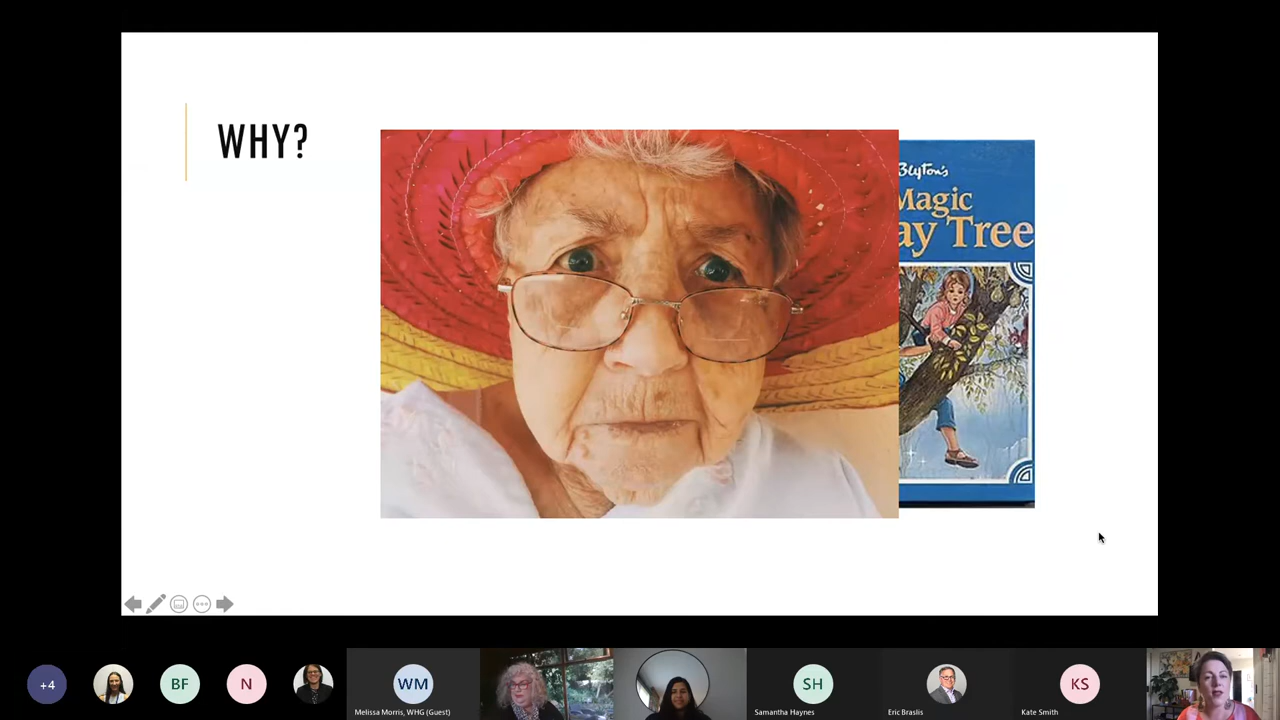 WHY?
Blyton's
Magic
ay Tree
+4
BF
N
WM
SH
KS
Melissa Morris, WHG (Guest)
Samantha Haynes
Eric Braslis
Kate Smith